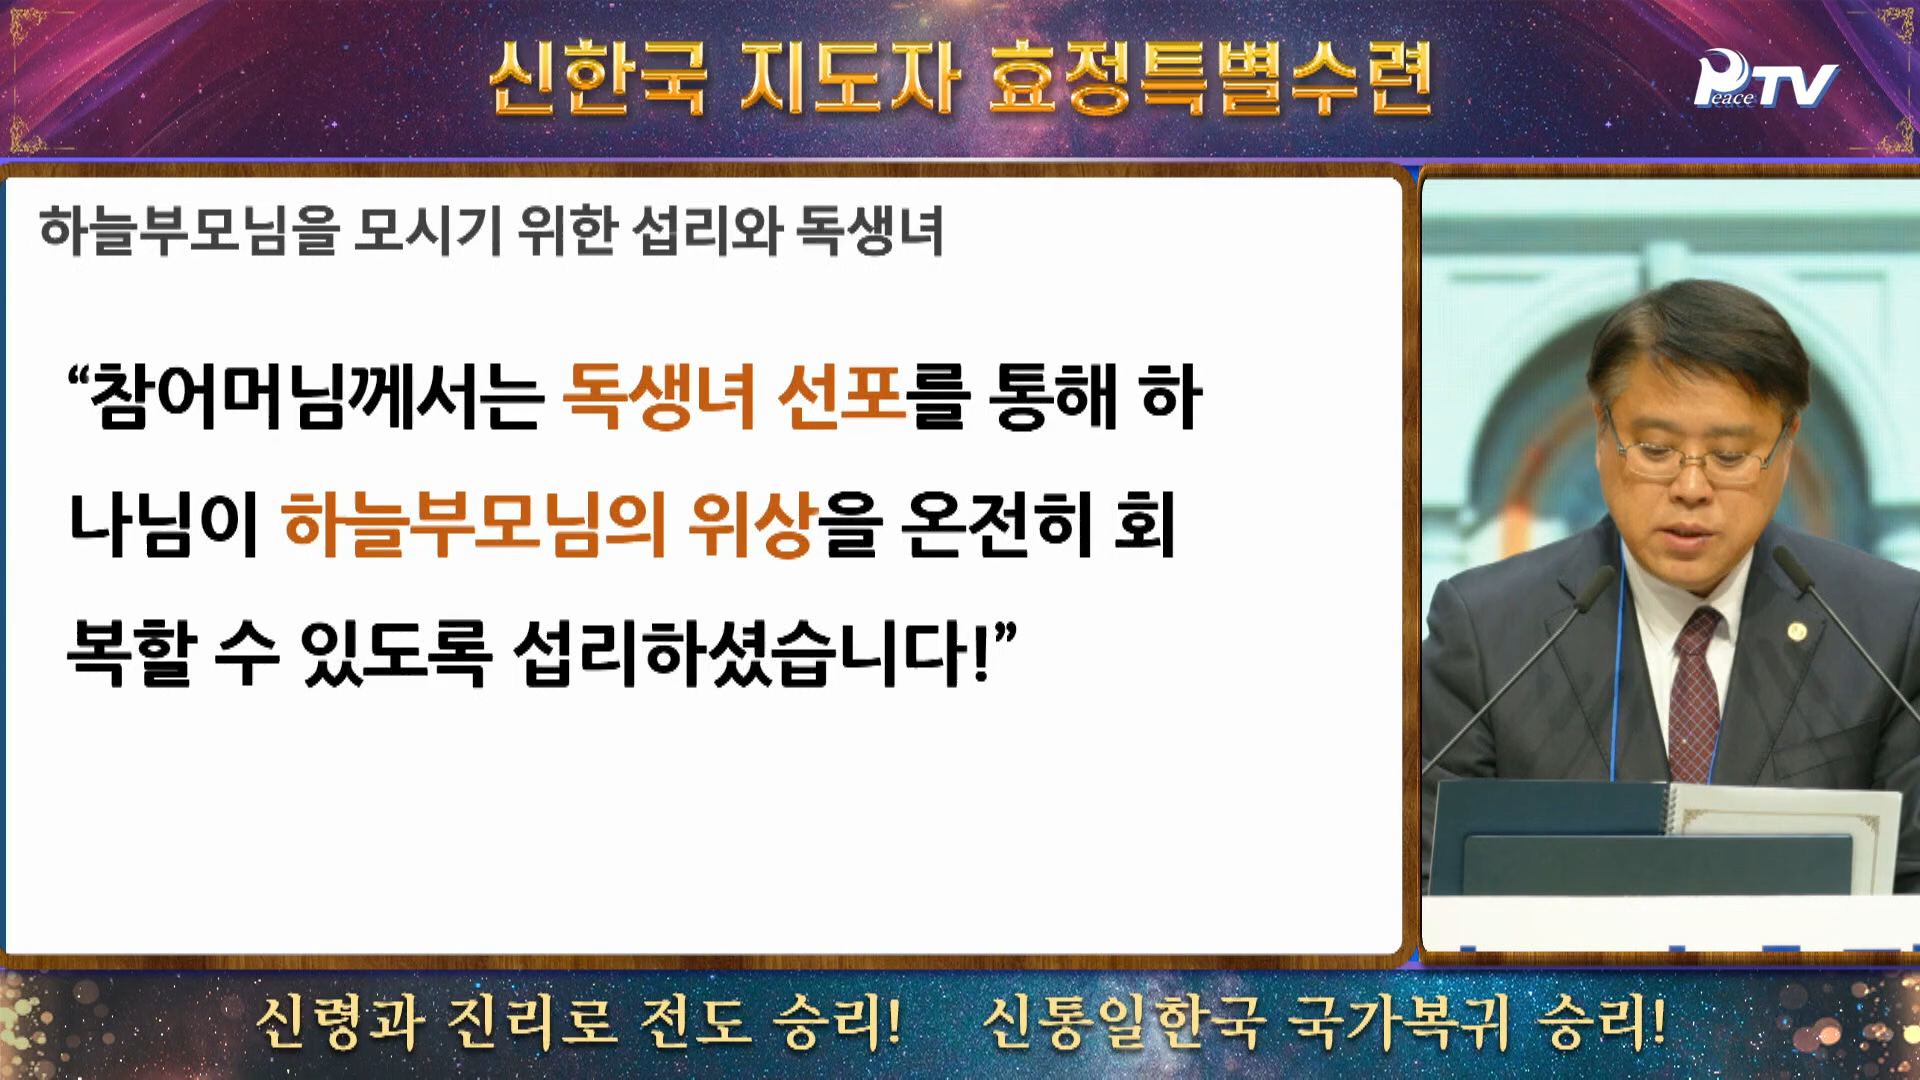 신한국 지도자 효정특별수련
Peace TV
하늘부모님을 모시기 위한 섭리와 독생녀
“참어머님께서는 독생녀 선포를 통해 하
나님이 하늘부모님의 위상을 온전히 회
복할 수 있도록 섭리하셨습니다!”
신령과 진리로 전도 승리! 신통일한국 국가복귀 승리!